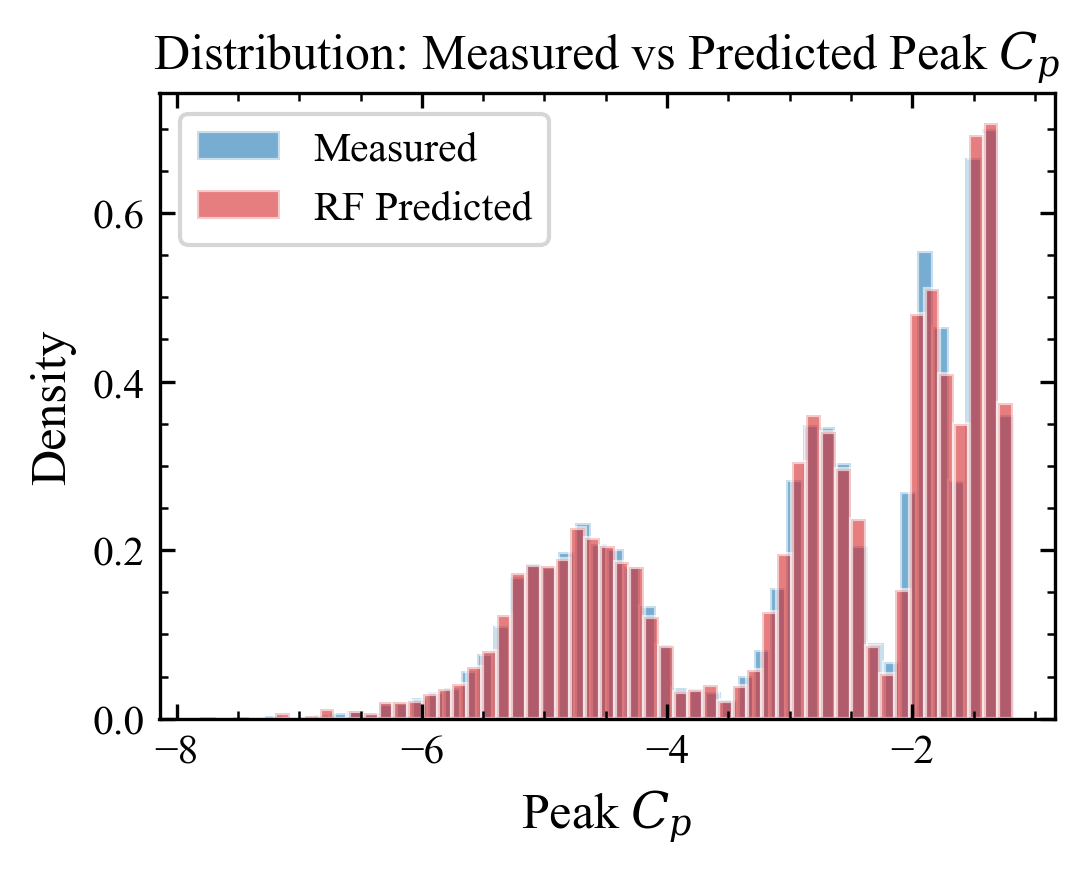 Distribution: Measured vs Predicted Peak Cₚ
Measured
RF Predicted
Density
0.6
0.4
0.2
0.0
−8 −6 −4 −2
Peak Cₚ